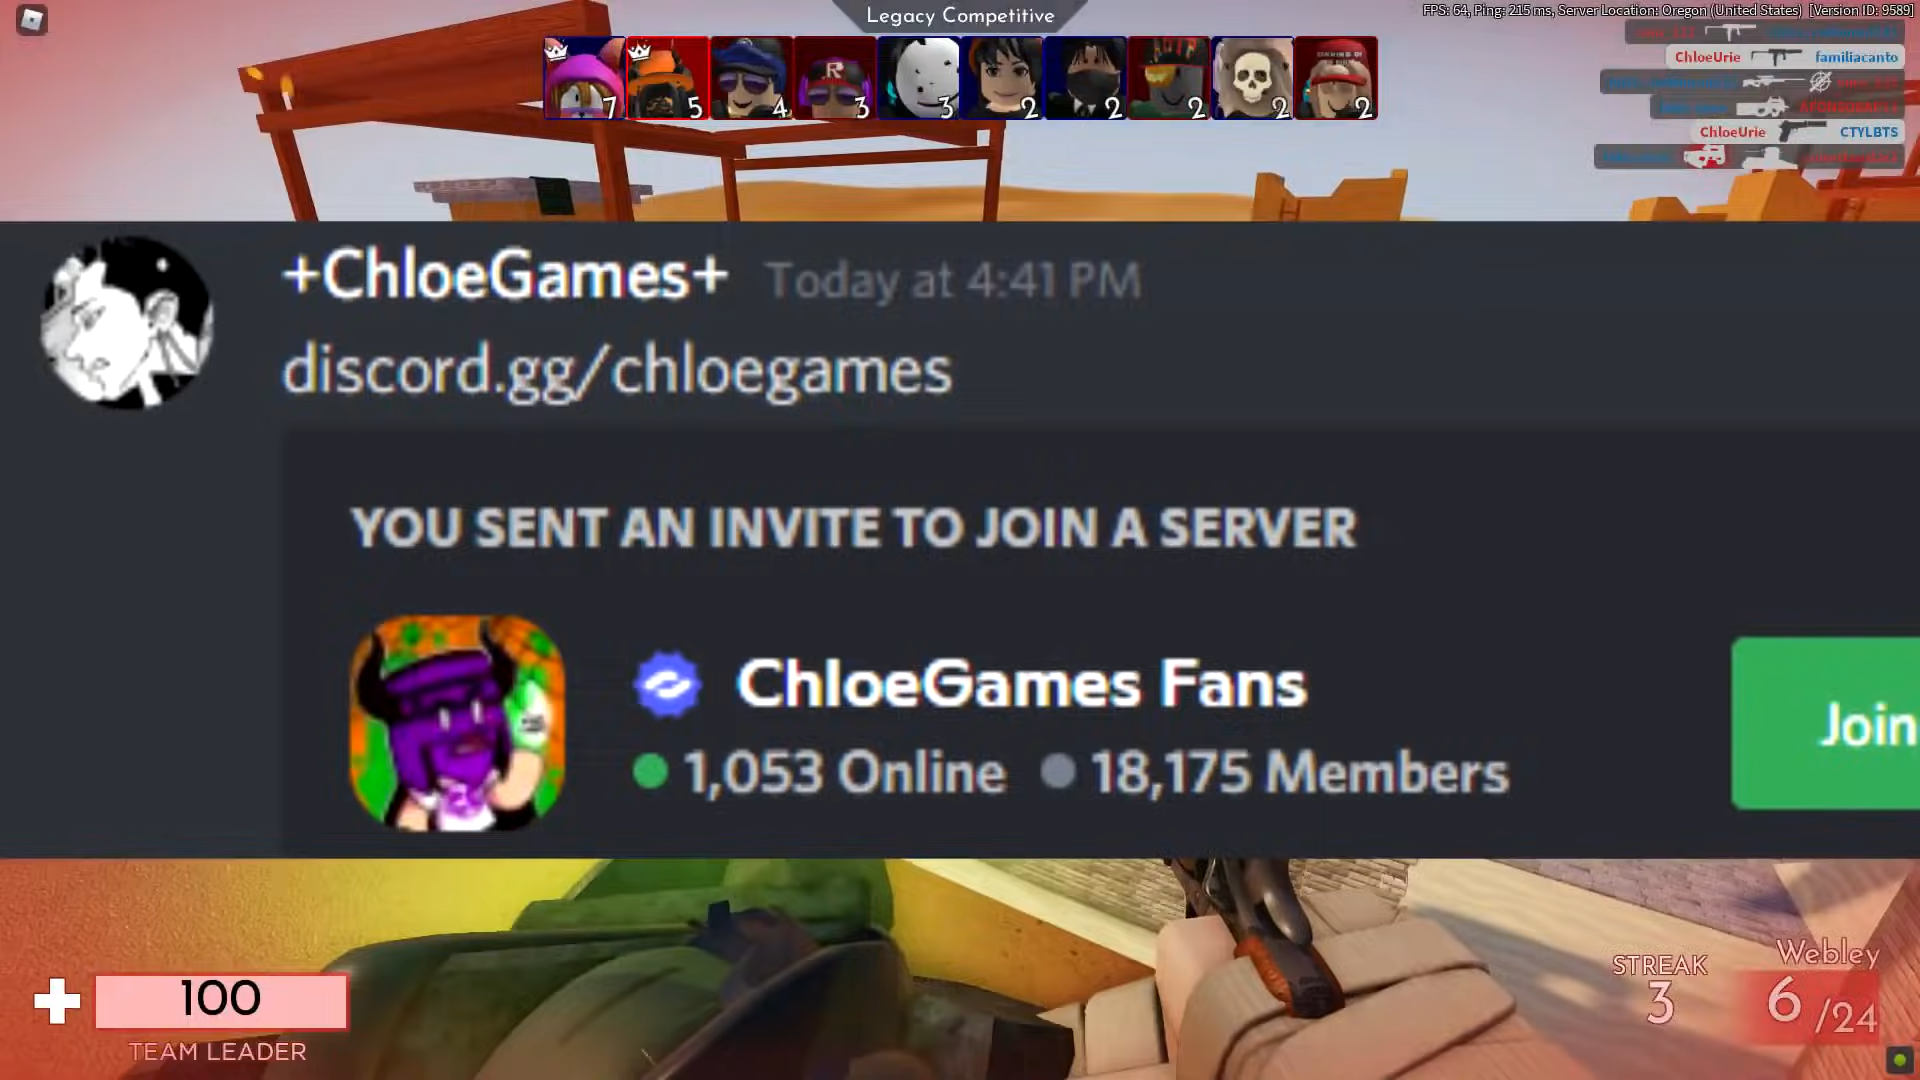 Legacy Competitive
FPS: 64, Ping: 215 ms, Server Location: Oregon (United States) [Version ID: 9589]
7 5 4 3 3 2 2 2 2 2
ChloeUrie familiacanto
ChloeUrie CTYLBTS
+ChloeGames+ Today at 4:41 PM
discord.gg/chloegames
YOU SENT AN INVITE TO JOIN A SERVER
ChloeGames Fans
1,053 Online 18,175 Members
Join
100
TEAM LEADER
STREAK
3
Webley
6 /24